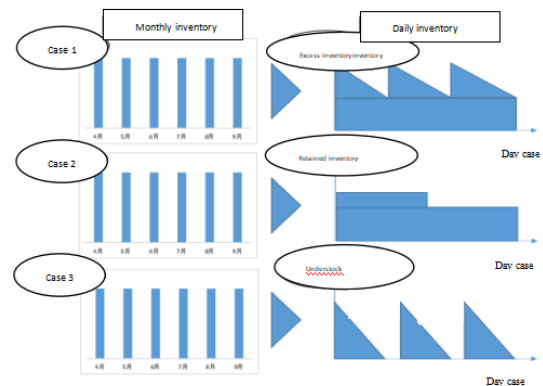 Monthly inventory
Daily inventory
Case 1
Excess inventoryinventory
4月 5月 6月 7月 8月 9月
Day case
Case 2
Retained inventory
4月 5月 6月 7月 8月 9月
Day case
Case 3
Understock
4月 5月 6月 7月 8月 9月
Day case